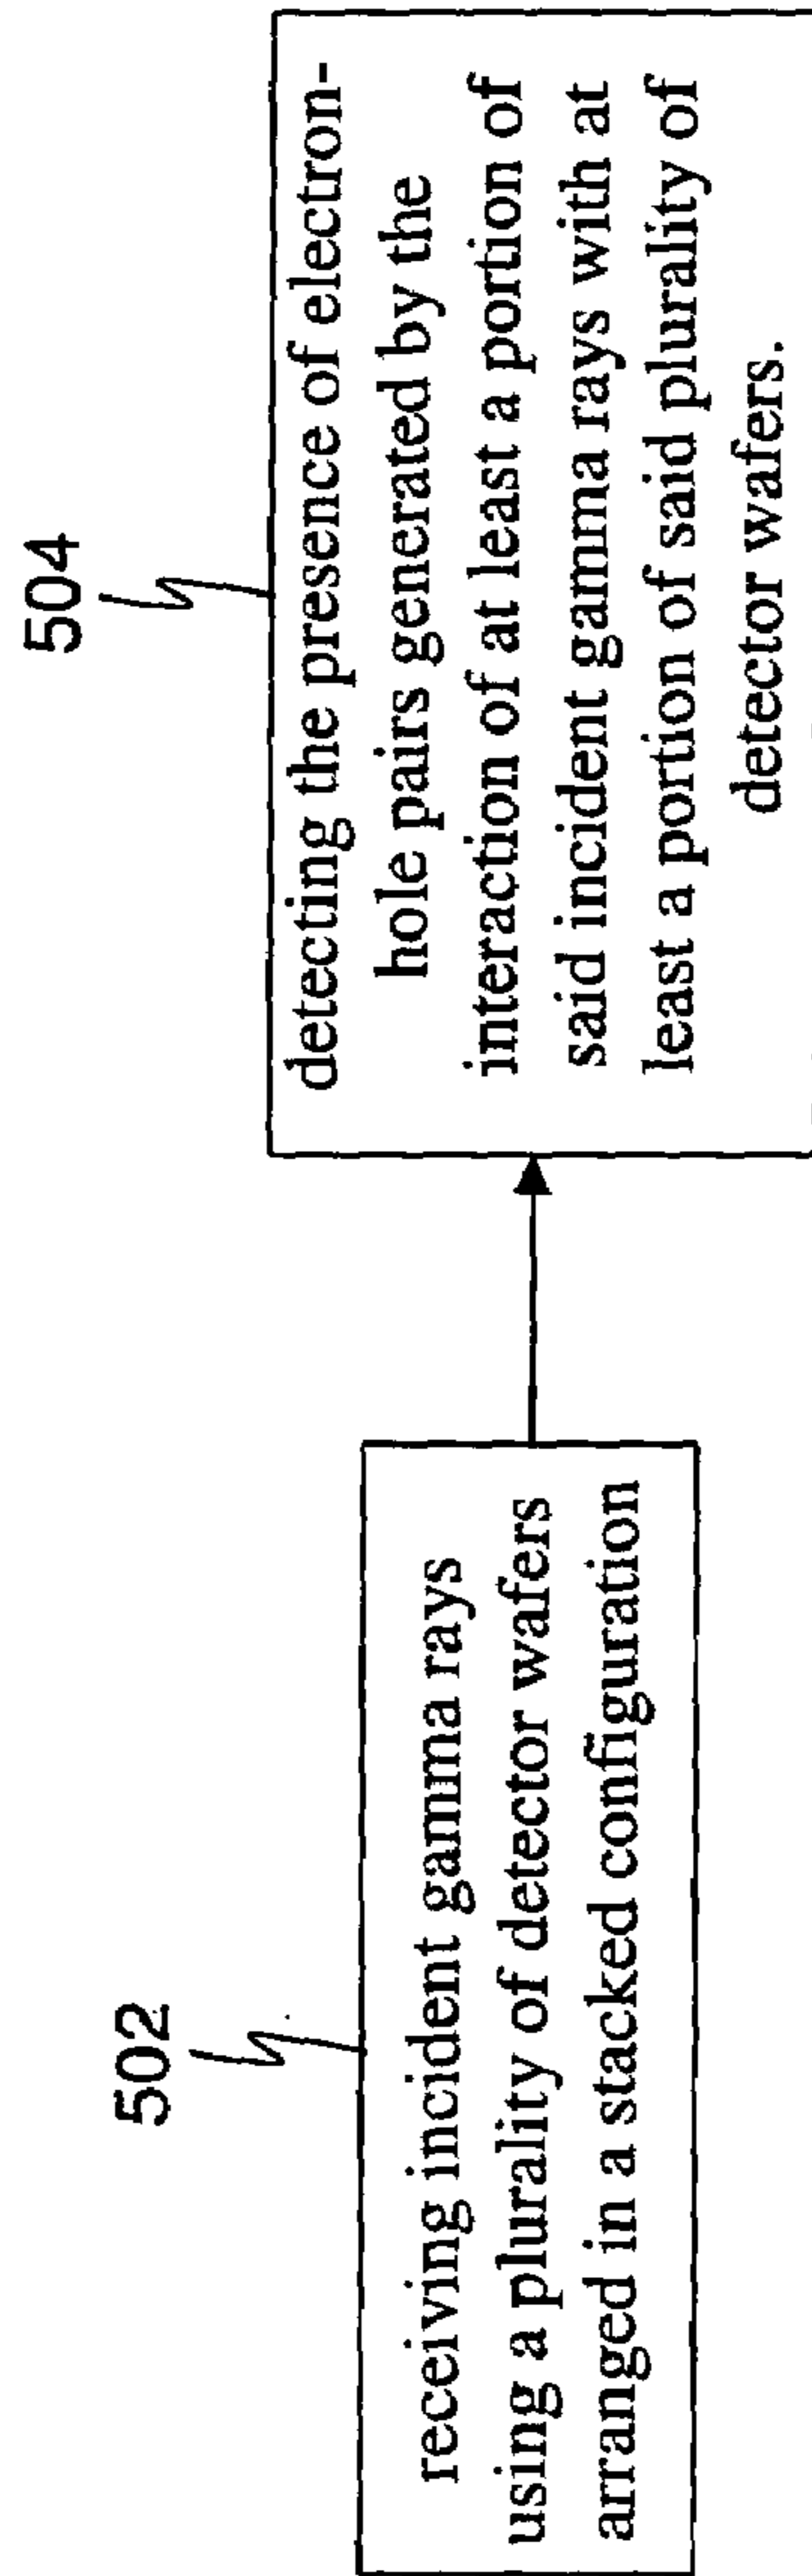 502
receiving incident gamma rays
using a plurality of detector wafers
arranged in a stacked configuration
504
detecting the presence of electron-
hole pairs generated by the
interaction of at least a portion of
said incident gamma rays with at
least a portion of said plurality of
detector wafers.